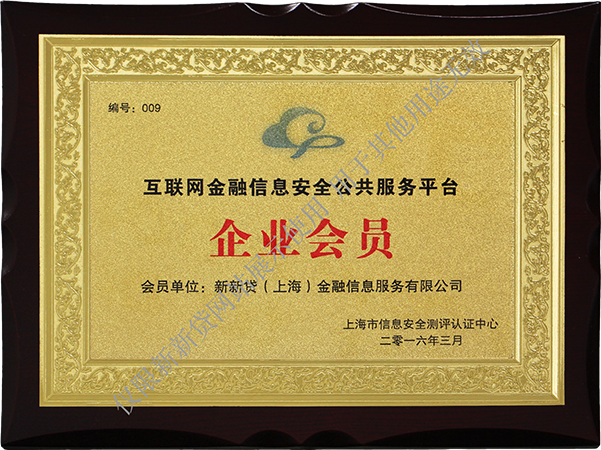 编号：009
互联网金融信息安全公共服务平台
企业会员
会员单位：新新贷（上海）金融信息服务有限公司
上海市信息安全测评认证中心
二零一六年三月
仅限新新贷网站展示使用 用于其他用途无效